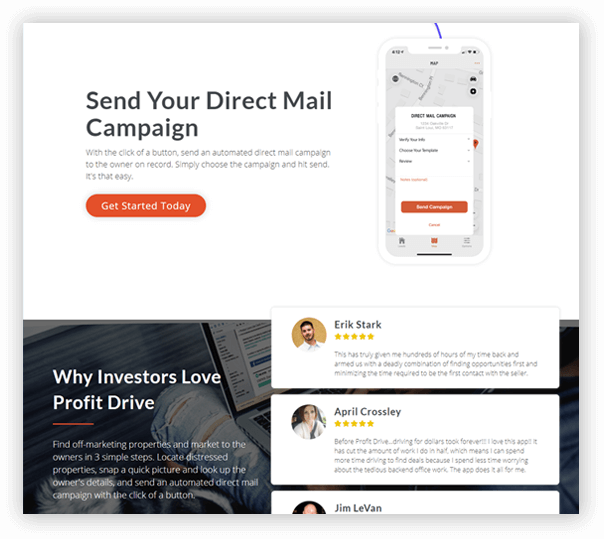 Send Your Direct Mail
Campaign
With the click of a button, send an automated direct mail campaign
to the owner on record. Simply choose the campaign and hit send.
It's that easy.
Get Started Today
MAP
DIRECT MAIL CAMPAIGN
Verify Your Info
Choose Your Template
Review
Notes (optional)
Send Campaign
Cancel
Why Investors Love
Profit Drive
Find off-marketing properties and market to the
owners in 3 simple steps. Locate distressed
properties, snap a quick picture and look up the
owner's details, and send an automated direct mail
campaign with the click of a button.
Erik Stark
This has truly given me hundreds of hours of my time back and
armed us with a deadly combination of finding opportunities first and
minimizing the time required to be the first contact with the seller.
April Crossley
Before Profit Drive...driving for dollars took forever!!! I love this app! It
has cut the amount of work I do in half, which means I can spend
more time driving to find deals because I spend less time worrying
about the tedious backend office work. The app does it all for me.
Jim LeVan